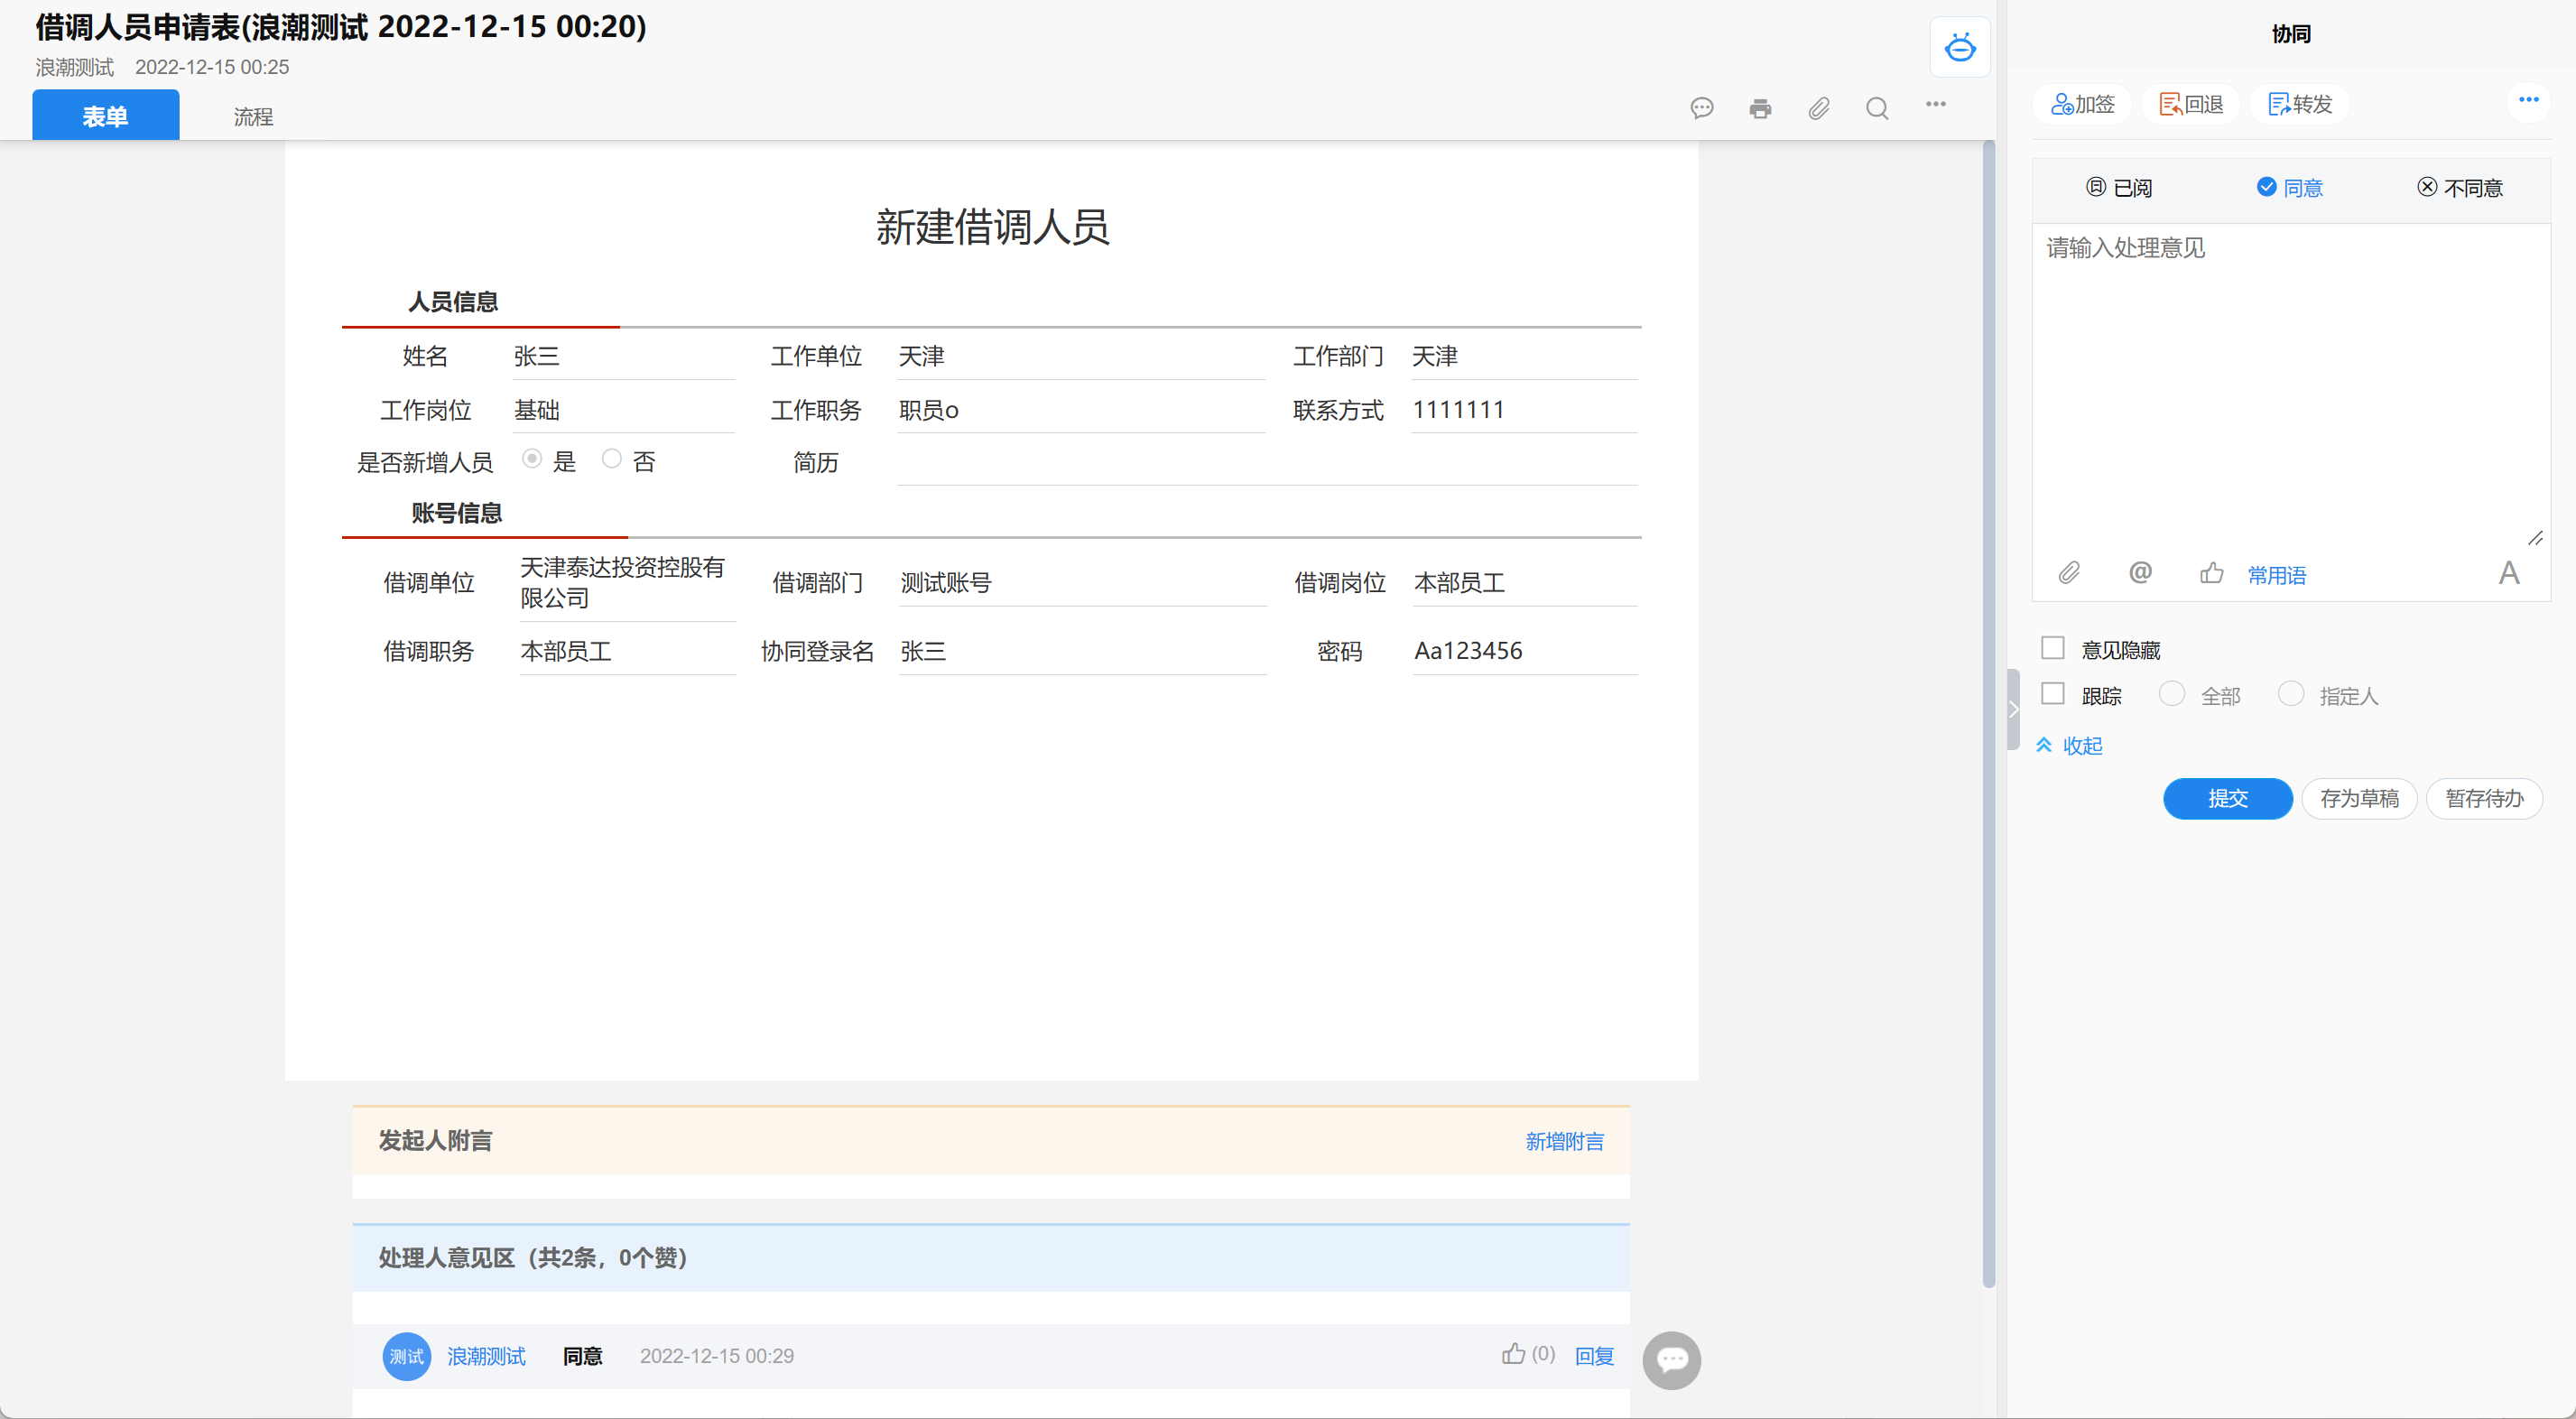 借调人员申请表(浪潮测试 2022-12-15 00:20)
浪潮测试 2022-12-15 00:25
表单 流程
新建借调人员
人员信息
姓名 张三 工作单位 天津 工作部门 天津
工作岗位 基础 工作职务 职员o 联系方式 1111111
是否新增人员 是 否 简历
账号信息
借调单位 天津泰达投资控股有限公司 借调部门 测试账号 借调岗位 本部员工
借调职务 本部员工 协同登录名 张三 密码 Aa123456
发起人附言 新增附言
处理人意见区（共2条，0个赞）
测试 浪潮测试 同意 2022-12-15 00:29 (0) 回复
协同
加签 回退 转发
已阅 同意 不同意
请输入处理意见
@ 常用语 A
意见隐藏
跟踪 全部 指定人
收起
提交 存为草稿 暂存待办